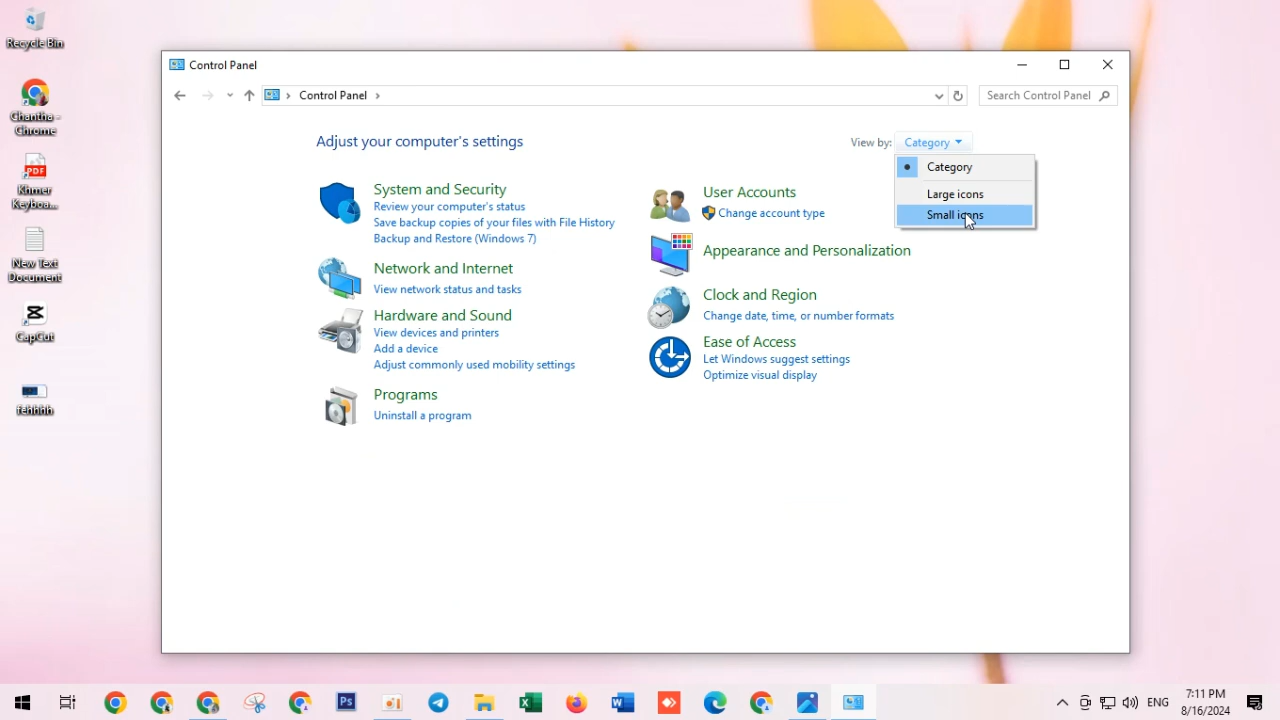 Recycle Bin
Chantha -
Chrome
Khmer
Keyboa...
New Text
Document
CapCut
fehhhh
Control Panel
Control Panel
Search Control Panel
Adjust your computer's settings
View by: Category
Category
Large icons
Small icons
System and Security
Review your computer's status
Save backup copies of your files with File History
Backup and Restore (Windows 7)
Network and Internet
View network status and tasks
Hardware and Sound
View devices and printers
Add a device
Adjust commonly used mobility settings
Programs
Uninstall a program
User Accounts
Change account type
Appearance and Personalization
Clock and Region
Change date, time, or number formats
Ease of Access
Let Windows suggest settings
Optimize visual display
ENG
7:11 PM
8/16/2024